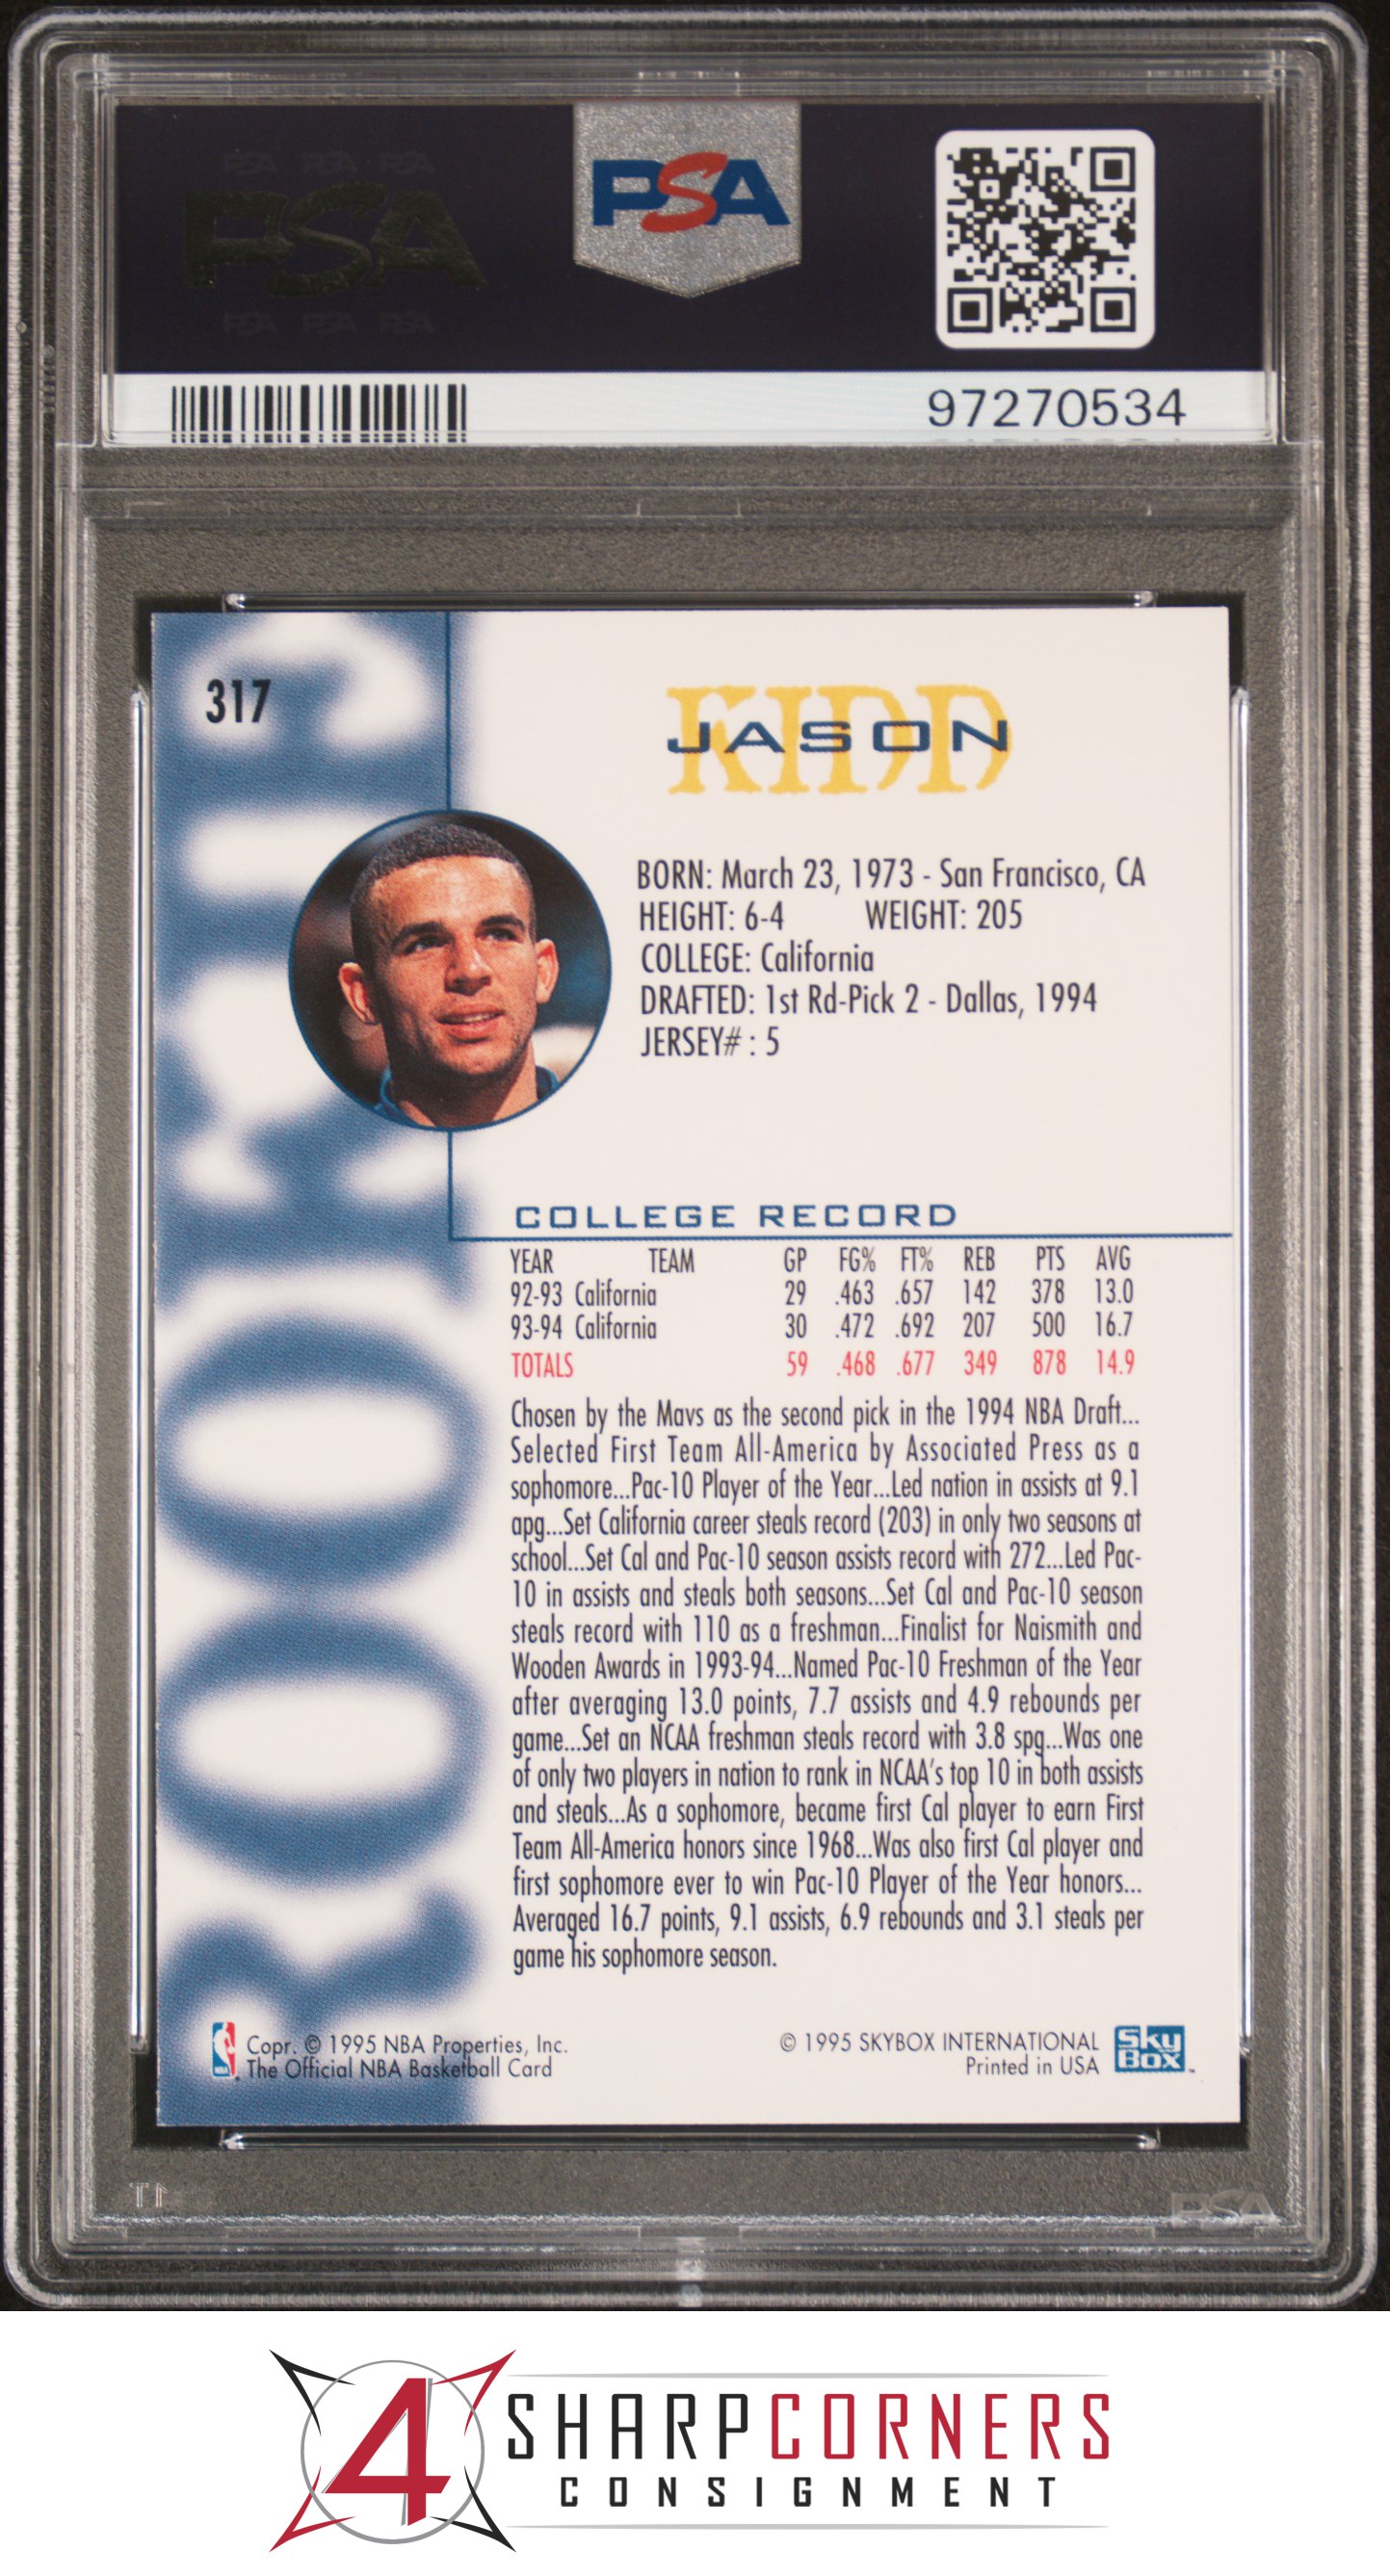 PSA PSA PSA
PSA
PSA PSA PSA
PSA
97270534
317
JASON
KIDD
BORN: March 23, 1973 - San Francisco, CA
HEIGHT: 6-4 WEIGHT: 205
COLLEGE: California
DRAFTED: 1st Rd-Pick 2 - Dallas, 1994
JERSEY# : 5
ROOKIE
COLLEGE RECORD
YEAR TEAM GP FG% FT% REB PTS AVG
92-93 California 29 .463 .657 142 378 13.0
93-94 California 30 .472 .692 207 500 16.7
TOTALS 59 .468 .677 349 878 14.9
Chosen by the Mavs as the second pick in the 1994 NBA Draft...
Selected First Team All-America by Associated Press as a
sophomore...Pac-10 Player of the Year...Led nation in assists at 9.1
apg...Set California career steals record (203) in only two seasons at
school...Set Cal and Pac-10 season assists record with 272...Led Pac-
10 in assists and steals both seasons...Set Cal and Pac-10 season
steals record with 110 as a freshman...Finalist for Naismith and
Wooden Awards in 1993-94...Named Pac-10 Freshman of the Year
after averaging 13.0 points, 7.7 assists and 4.9 rebounds per
game...Set an NCAA freshman steals record with 3.8 spg...Was one
of only two players in nation to rank in NCAA's top 10 in both assists
and steals...As a sophomore, became first Cal player to earn First
Team All-America honors since 1968...Was also first Cal player and
first sophomore ever to win Pac-10 Player of the Year honors...
Averaged 16.7 points, 9.1 assists, 6.9 rebounds and 3.1 steals per
game his sophomore season.
NBA
Copr. © 1995 NBA Properties, Inc.
The Official NBA Basketball Card
© 1995 SKYBOX INTERNATIONAL
Printed in USA
Sky
Box
TM
PSA
4
SHARPCORNERS
CONSIGNMENT